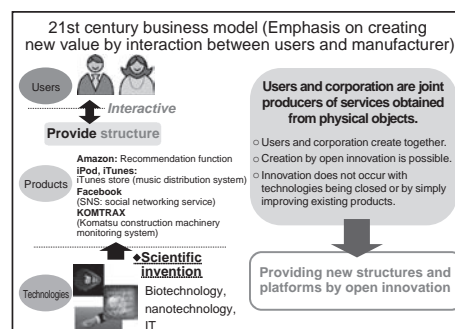 21st century business model (Emphasis on creating
new value by interaction between users and manufacturer)
Users
Interactive
Provide structure
Products
Amazon: Recommendation function
iPod, iTunes:
iTunes store (music distribution system)
Facebook
(SNS: social networking service)
KOMTRAX
(Komatsu construction machinery
monitoring system)
Technologies
◆Scientific
invention
Biotechnology,
nanotechnology,
IT
Users and corporation are joint
producers of services obtained
from physical objects.
○Users and corporation create together.
○Creation by open innovation is possible.
○Innovation does not occur with
technologies being closed or by simply
improving existing products.
Providing new structures and
platforms by open innovation